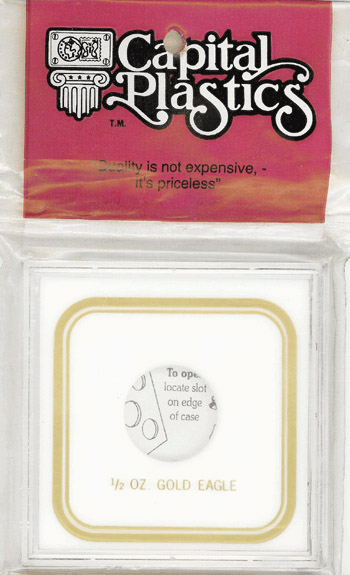 Capital
Plastics
T.M.
"Quality is not expensive, -
it's priceless"
To ope
locate slot
on edge
of case
1/2 OZ. GOLD EAGLE